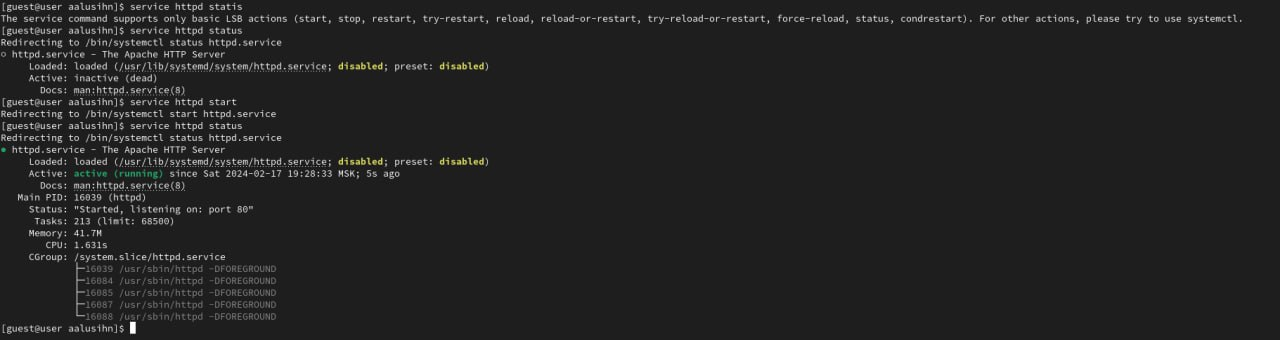 [guest@user aalusihn]$ service httpd statis
The service command supports only basic LSB actions (start, stop, restart, try-restart, reload, reload-or-restart, try-reload-or-restart, force-reload, status, condrestart). For other actions, please try to use systemctl.
[guest@user aalusihn]$ service httpd status
Redirecting to /bin/systemctl status httpd.service
○ httpd.service - The Apache HTTP Server
Loaded: loaded (/usr/lib/systemd/system/httpd.service; disabled; preset: disabled)
Active: inactive (dead)
Docs: man:httpd.service(8)
[guest@user aalusihn]$ service httpd start
Redirecting to /bin/systemctl start httpd.service
[guest@user aalusihn]$ service httpd status
Redirecting to /bin/systemctl status httpd.service
● httpd.service - The Apache HTTP Server
Loaded: loaded (/usr/lib/systemd/system/httpd.service; disabled; preset: disabled)
Active: active (running) since Sat 2024-02-17 19:28:33 MSK; 5s ago
Docs: man:httpd.service(8)
Main PID: 16039 (httpd)
Status: "Started, listening on: port 80"
Tasks: 213 (limit: 68500)
Memory: 41.7M
CPU: 1.631s
CGroup: /system.slice/httpd.service
├─16039 /usr/sbin/httpd -DFOREGROUND
├─16084 /usr/sbin/httpd -DFOREGROUND
├─16085 /usr/sbin/httpd -DFOREGROUND
├─16087 /usr/sbin/httpd -DFOREGROUND
└─16088 /usr/sbin/httpd -DFOREGROUND
[guest@user aalusihn]$